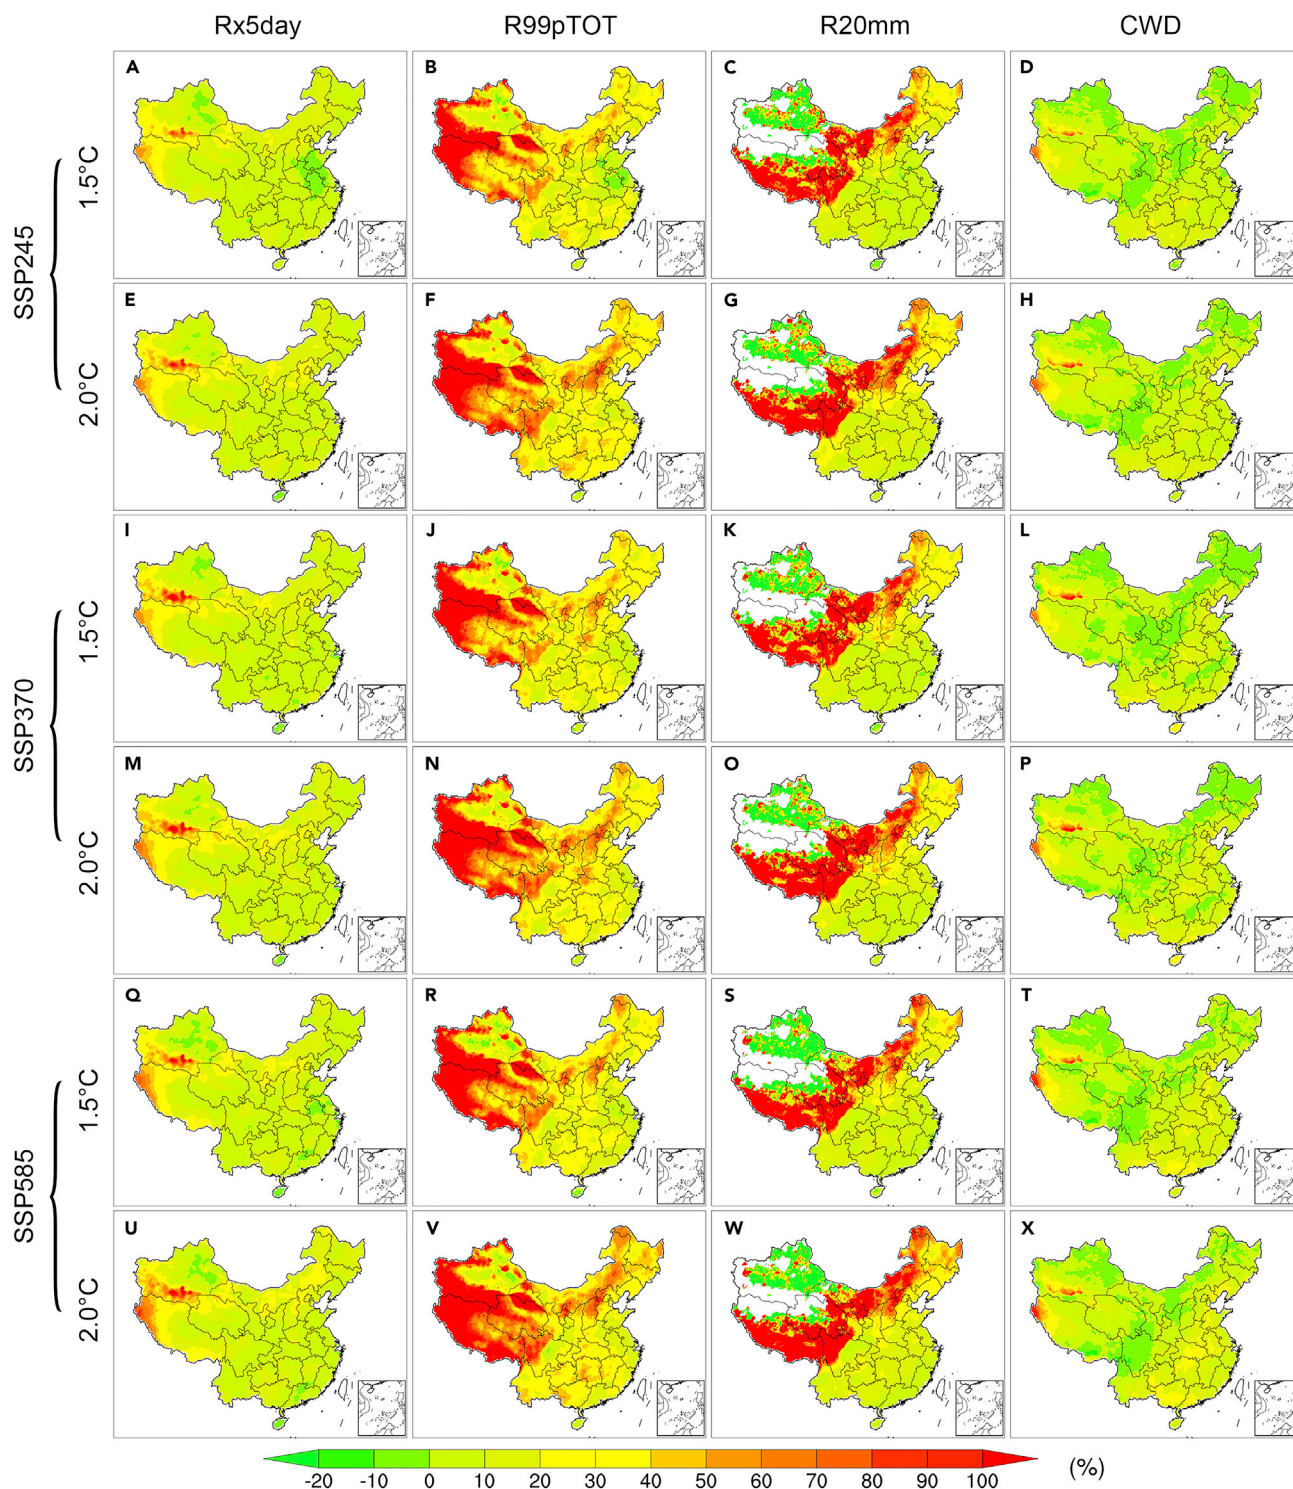 Rx5day R99pTOT R20mm CWD
A B C D
1.5°C
SSP245
E F G H
2.0°C
I J K L
1.5°C
SSP370
M N O P
2.0°C
Q R S T
1.5°C
SSP585
U V W X
2.0°C
-20 -10 0 10 20 30 40 50 60 70 80 90 100 (%)